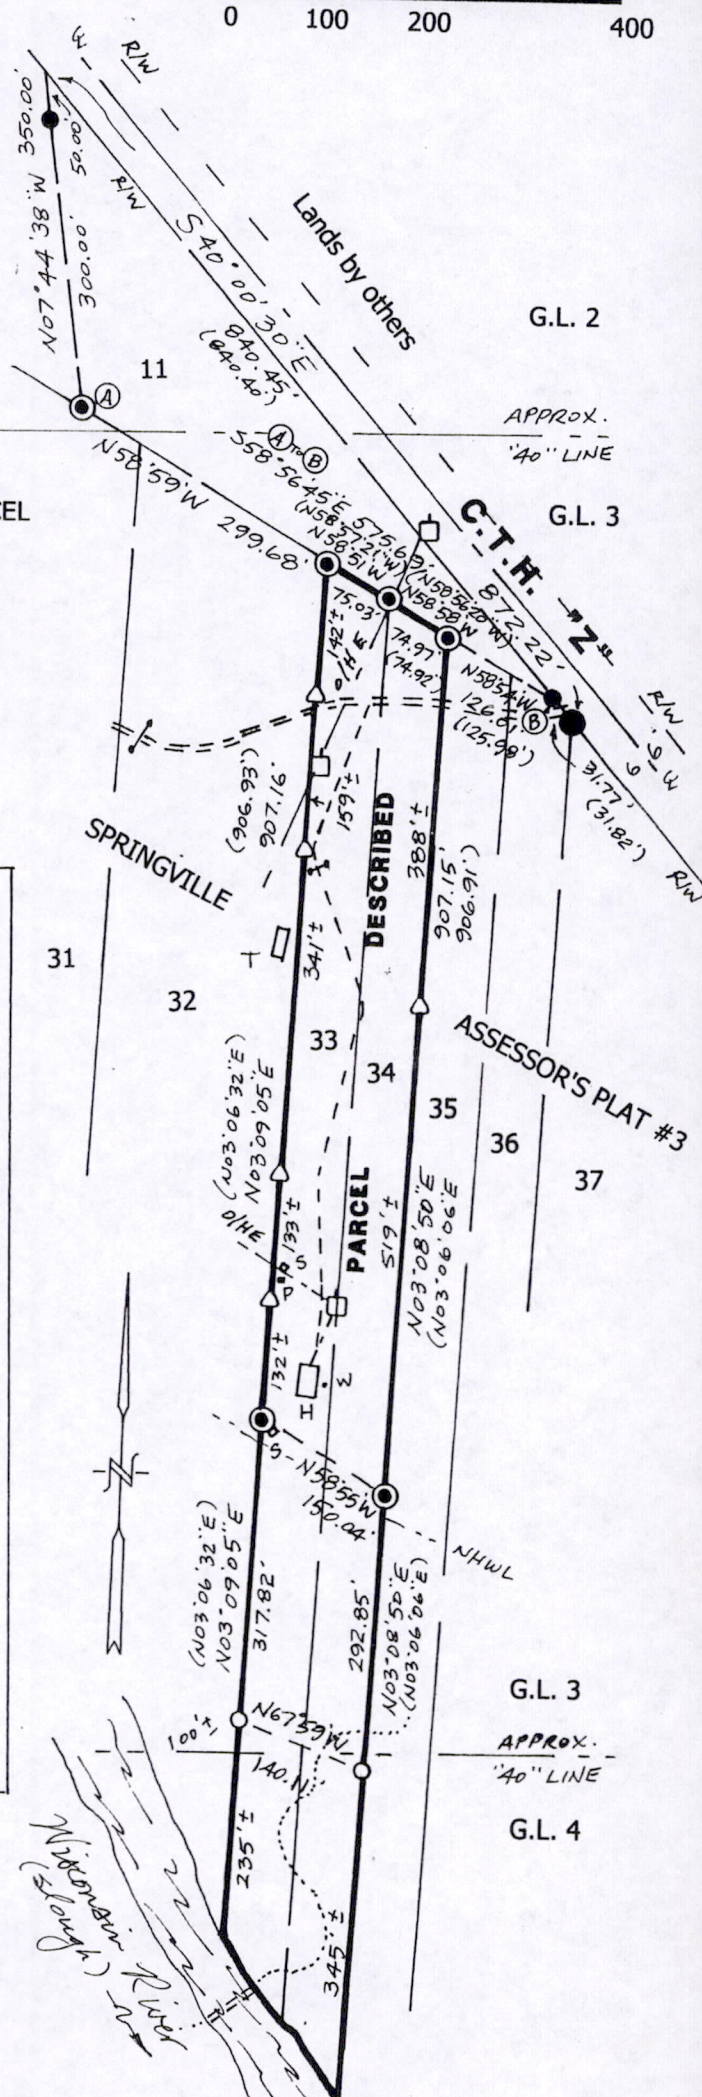 0 100 200 400
R/W
350.00'
50.00'
R/W
N07°44'38"W
300.00'
S40°00'30"E
840.45'
(840.40')
Lands by others
G.L. 2
11
A
APPROX.
"40" LINE
A TO B
S58°56'45"E 575.69'
N58°59'W 299.68'
CEL
G.L. 3
C.T.H. "Z"
(N58°57'21"W)
N58°51'W
(N58°56'20"W)
N58°58'W
872.22'
75.03'
142'±
O/HE
74.97'
(74.92')
N58°54'W
(125.98')
B
R/W
31.77'
(31.82')
R/W
(906.93')
907.16'
159'±
SPRINGVILLE
DESCRIBED
388'±
907.15'
906.91')
341'±
31
32
33
34
35
36
37
ASSESSOR'S PLAT #3
(N03°06'32"E)
N03°09'05"E
O/HE
133'±
S
P
PARCEL
519'±
N03°08'50"E
(N03°06'06"E
132'±
H
N
S
N58°55'W
150.04'
NHWL
(N03°06'32"E)
N03°09'05"E
317.82'
292.85'
N03°08'50"E
(N03°06'06"E)
G.L. 3
N67°59'W
100'±
APPROX.
"40" LINE
G.L. 4
235'±
345'±
Wisconsin River
(slough)